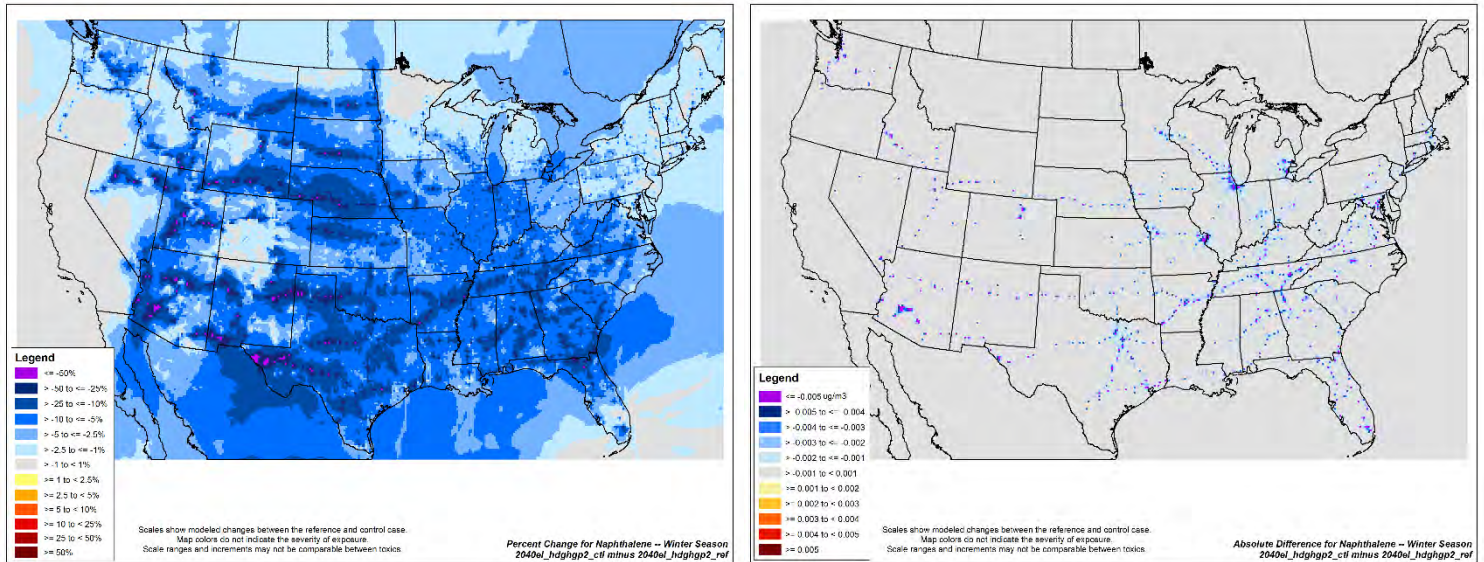 Legend
<= -50%
> -50 to <= -25%
> -25 to <= -10%
> -10 to <= -5%
> -5 to <= -2.5%
> -2.5 to <= -1%
> -1 to < 1%
>= 1 to < 2.5%
>= 2.5 to < 5%
>= 5 to < 10%
>= 10 to < 25%
>= 25 to < 50%
>= 50%
Scales show modeled changes between the reference and control case.
Map colors do not indicate the severity of exposure.
Scale ranges and increments may not be comparable between toxics.
Percent Change for Naphthalene -- Winter Season
2040el_hdghgp2_ctl minus 2040el_hdghgp2_ref
Legend
<= -0.005 ug/m3
> -0.005 to <= -0.004
> -0.004 to <= -0.003
> -0.003 to <= -0.002
> -0.002 to <= -0.001
> -0.001 to < 0.001
>= 0.001 to < 0.002
>= 0.002 to < 0.003
>= 0.003 to < 0.004
>= 0.004 to < 0.005
>= 0.005
Scales show modeled changes between the reference and control case.
Map colors do not indicate the severity of exposure.
Scale ranges and increments may not be comparable between toxics.
Absolute Difference for Naphthalene -- Winter Season
2040el_hdghgp2_ctl minus 2040el_hdghgp2_ref